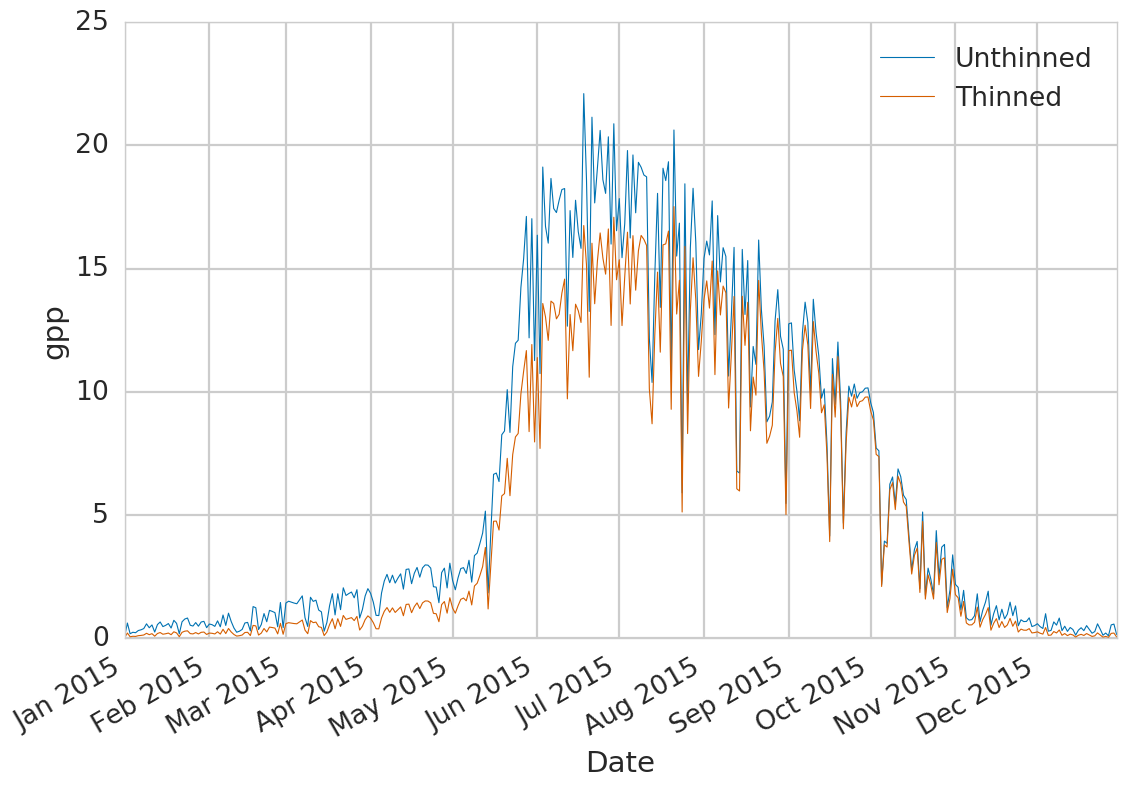 25
20
15
10
5
0
gpp
Unthinned
Thinned
Jan 2015
Feb 2015
Mar 2015
Apr 2015
May 2015
Jun 2015
Jul 2015
Aug 2015
Sep 2015
Oct 2015
Nov 2015
Dec 2015
Date